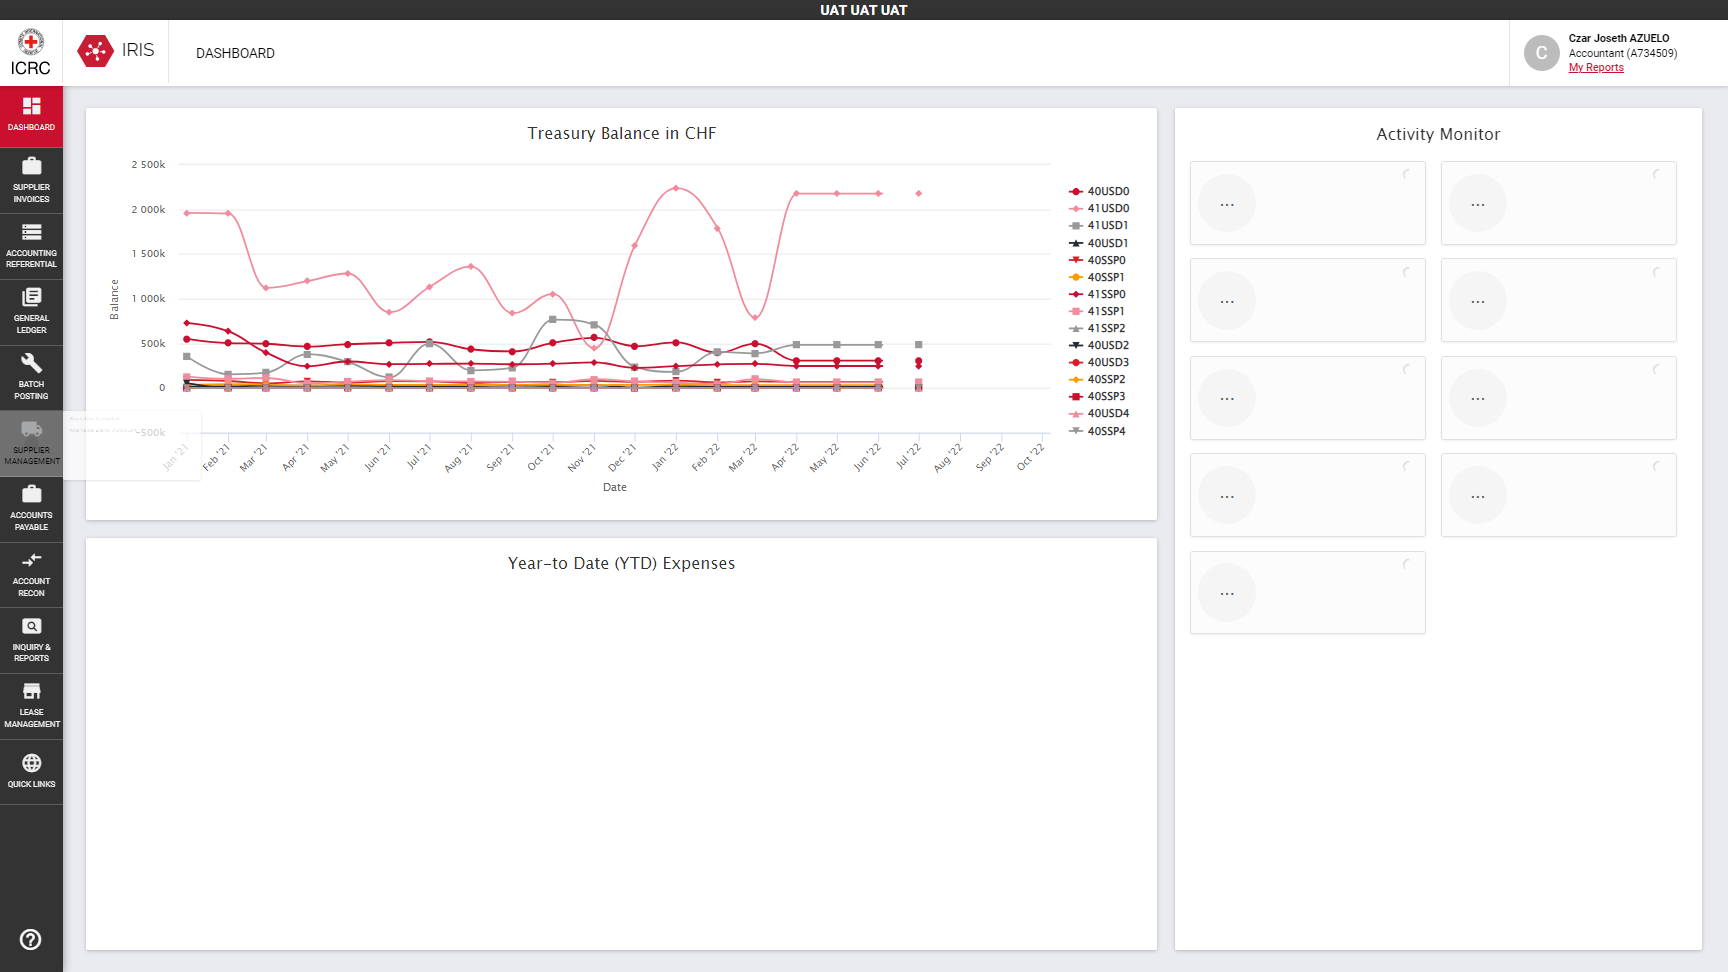 UAT UAT UAT
ICRC
IRIS
DASHBOARD
C
Czar Joseth AZUELO
Accountant (A734509)
My Reports
DASHBOARD
SUPPLIER
INVOICES
ACCOUNTING
REFERENTIAL
GENERAL
LEDGER
BATCH
POSTING
SUPPLIER
MANAGEMENT
ACCOUNTS
PAYABLE
ACCOUNT
RECON
INQUIRY &
REPORTS
LEASE
MANAGEMENT
QUICK LINKS
Treasury Balance in CHF
Balance
2 500k
2 000k
1 500k
1 000k
500k
0
-500k
Jan '21
Feb '21
Mar '21
Apr '21
May '21
Jun '21
Jul '21
Aug '21
Sep '21
Oct '21
Nov '21
Dec '21
Jan '22
Feb '22
Mar '22
Apr '22
May '22
Jun '22
Jul '22
Aug '22
Sep '22
Oct '22
Date
40USD0
41USD0
41USD1
40USD1
40SSP0
40SSP1
41SSP0
41SSP1
41SSP2
40USD2
40USD3
40SSP2
40SSP3
40USD4
40SSP4
Year-to Date (YTD) Expenses
Activity Monitor
...
...
...
...
...
...
...
...
...